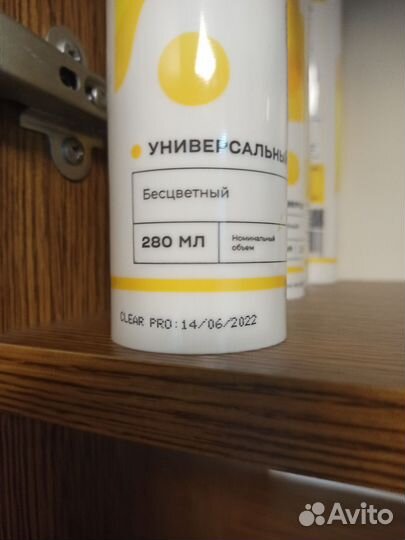 УНИВЕРСАЛЬНЫ
Бесцветный
280 МЛ
Номинальный
объем
CLEAR PRO:14/06/2022
Avito